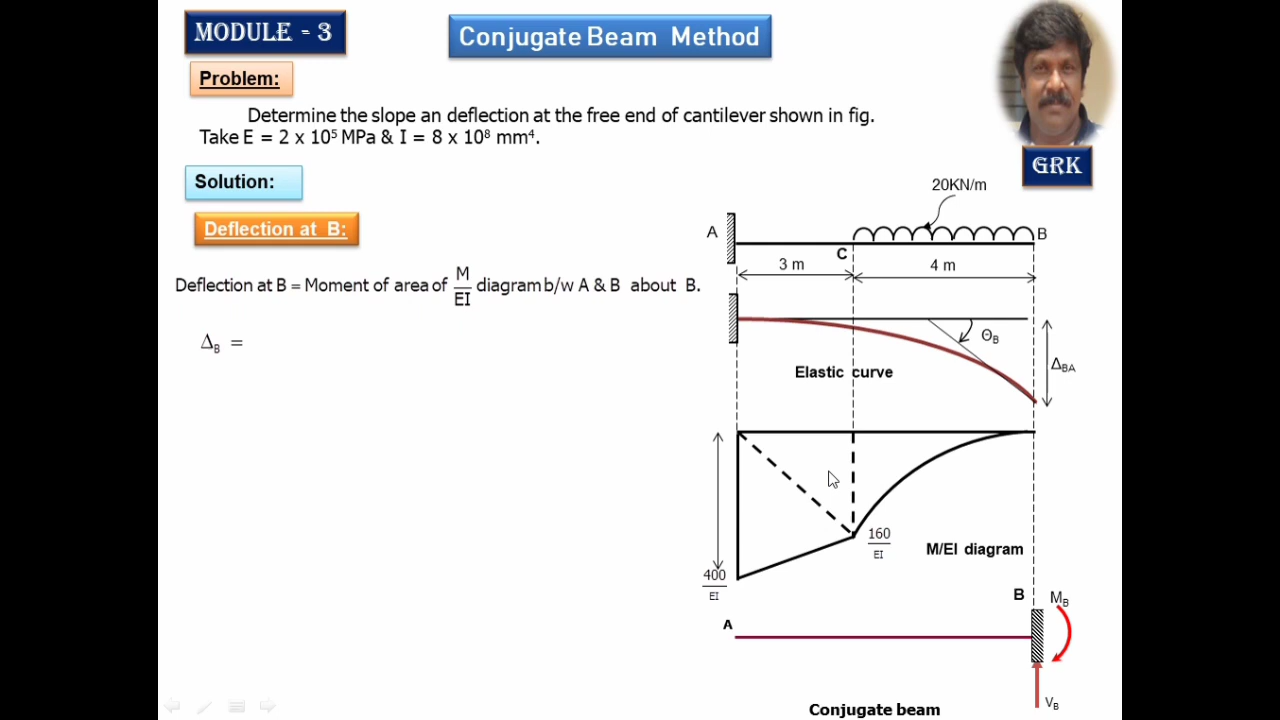 MODULE - 3
Conjugate Beam Method
Problem:
Determine the slope an deflection at the free end of cantilever shown in fig.
Take E = 2 x 10⁵ MPa & I = 8 x 10⁸ mm⁴.
GRK
Solution:
Deflection at B:
20KN/m
A
C
B
3 m
4 m
Deflection at B = Moment of area of M/EI diagram b/w A & B about B.
Δ_B =
Θ_B
Δ_BA
Elastic curve
160/EI
M/EI diagram
400/EI
B
M_B
A
V_B
Conjugate beam